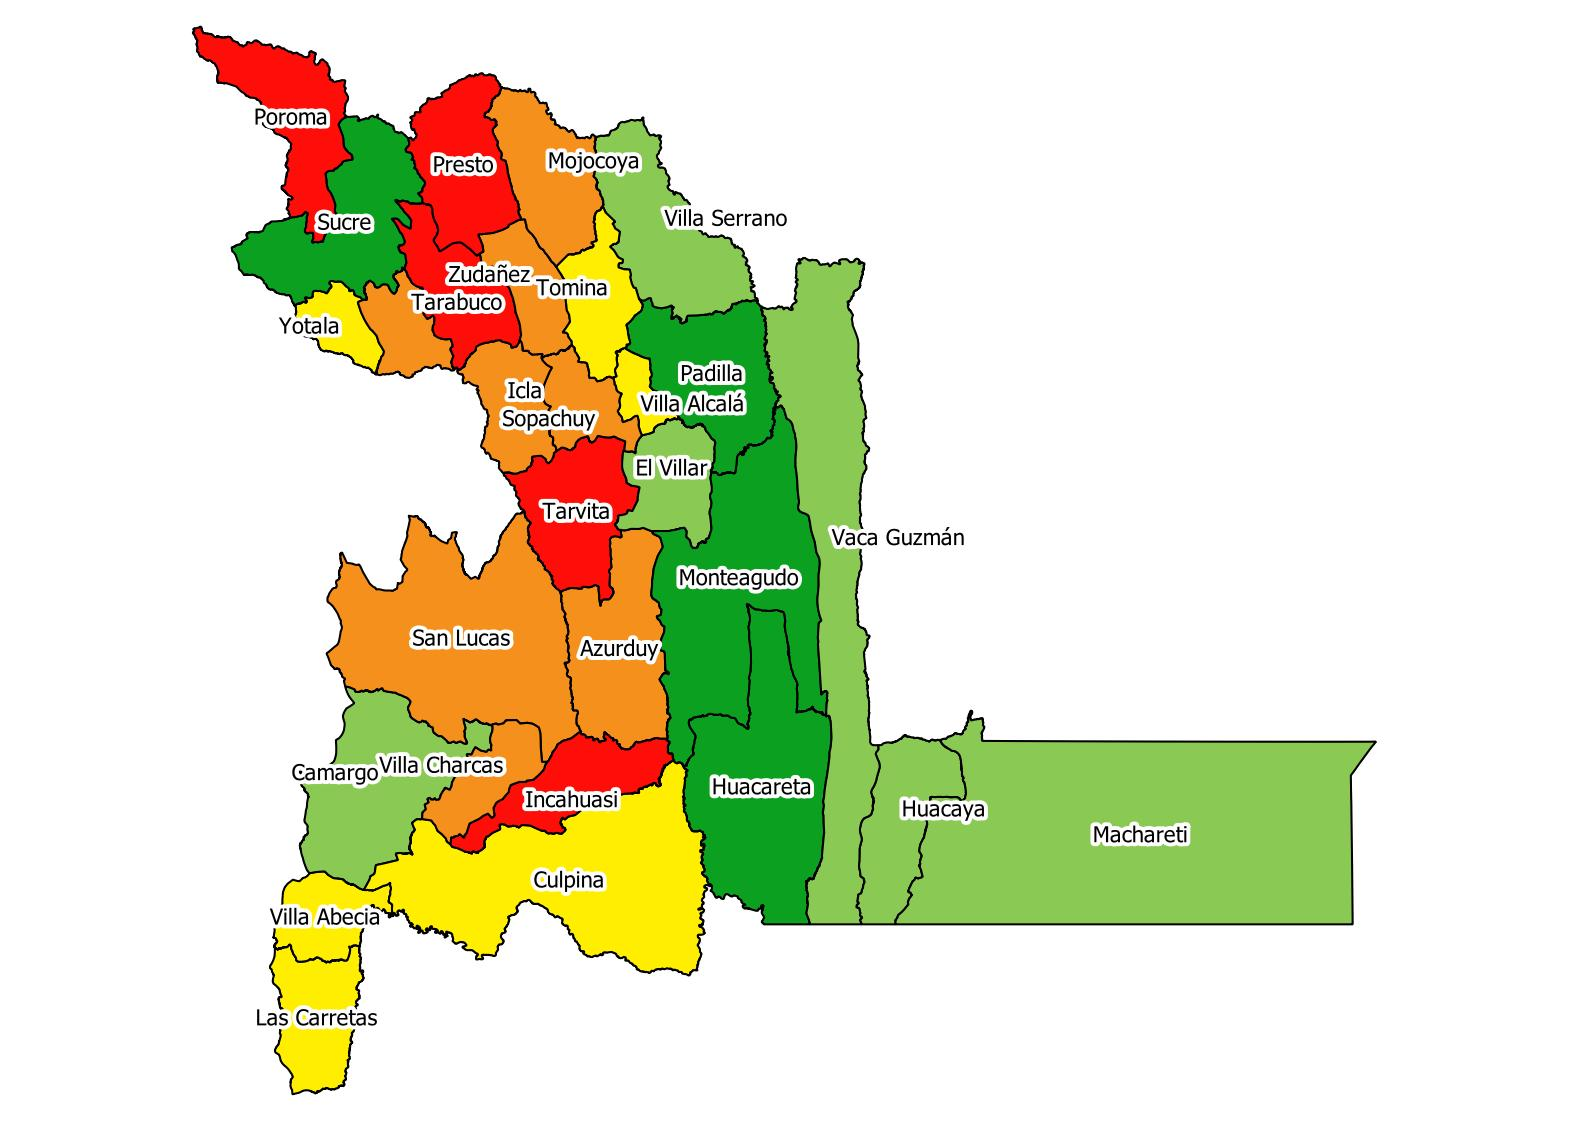 Poroma
Presto
Mojocoya
Sucre
Villa Serrano
Zudañez
Tomina
Tarabuco
Yotala
Padilla
Icla
Villa Alcalá
Sopachuy
El Villar
Tarvita
Vaca Guzmán
Monteagudo
San Lucas
Azurduy
Camargo
Villa Charcas
Huacareta
Incahuasi
Huacaya
Machareti
Culpina
Villa Abecia
Las Carretas